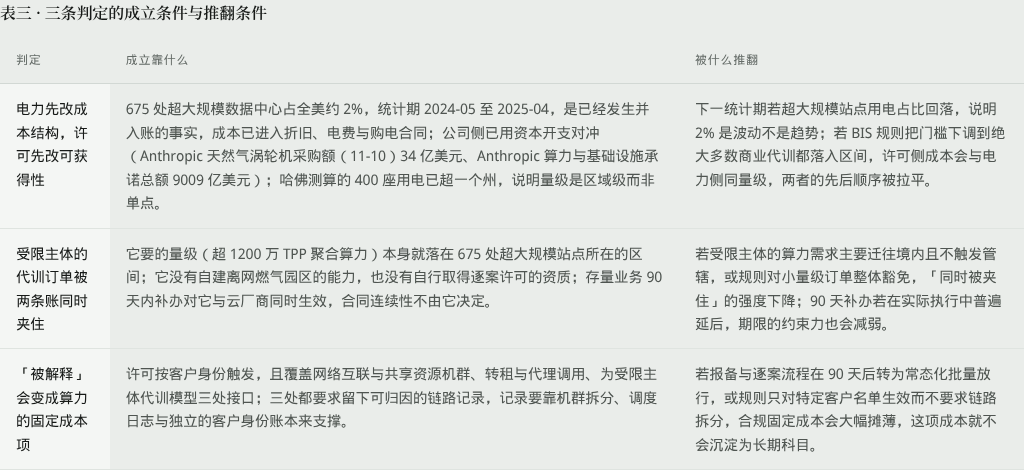 表三 · 三条判定的成立条件与推翻条件
判定
成立靠什么
被什么推翻
电力先改成
本结构，许
可先改可获
得性
675 处超大规模数据中心占全美约 2%，统计期 2024-05 至 2025-04，是已经发生并
入账的事实，成本已进入折旧、电费与购电合同；公司侧已用资本开支对冲
（Anthropic 天然气涡轮机采购额（11-10）34 亿美元、Anthropic 算力与基础设施承
诺总额 9009 亿美元）；哈佛测算的 400 座用电已超一个州，说明量级是区域级而非
单点。
下一统计期若超大规模站点用电占比回落，说明
2% 是波动不是趋势；若 BIS 规则把门槛下调到绝
大多数商业代训都落入区间，许可侧成本会与电
力侧同量级，两者的先后顺序被拉平。
受限主体的
代训订单被
两条账同时
夹住
它要的量级（超 1200 万 TPP 聚合算力）本身就落在 675 处超大规模站点所在的区
间；它没有自建离网燃气园区的能力，也没有自行取得逐案许可的资质；存量业务 90
天内补办对它与云厂商同时生效，合同连续性不由它决定。
若受限主体的算力需求主要迁往境内且不触发管
辖，或规则对小量级订单整体豁免，「同时被夹
住」的强度下降；90 天补办若在实际执行中普遍
延后，期限的约束力也会减弱。
「被解释」
会变成算力
的固定成本
项
许可按客户身份触发，且覆盖网络互联与共享资源机群、转租与代理调用、为受限主
体代训模型三处接口；三处都要求留下可归因的链路记录，记录要靠机群拆分、调度
日志与独立的客户身份账本来支撑。
若报备与逐案流程在 90 天后转为常态化批量放
行，或规则只对特定客户名单生效而不要求链路
拆分，合规固定成本会大幅摊薄，这项成本就不
会沉淀为长期科目。